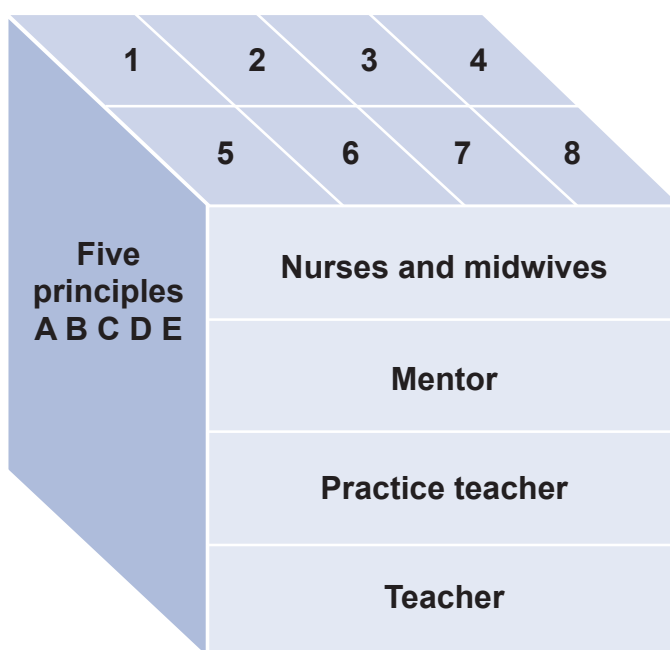 1 2 3 4
5 6 7 8
Five
principles
A B C D E
Nurses and midwives
Mentor
Practice teacher
Teacher